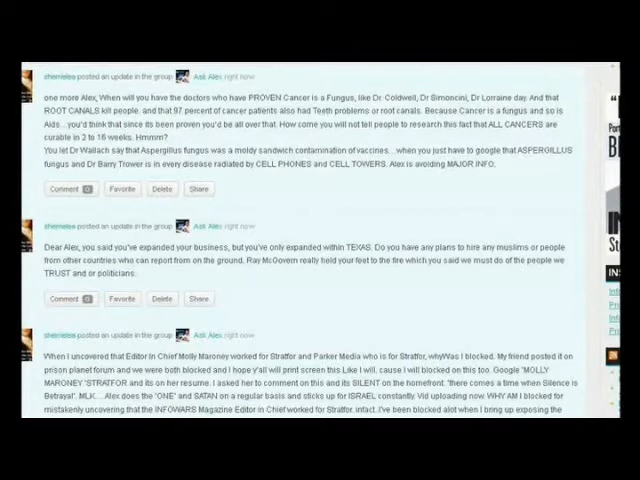 sherrielea posted an update in the group Ask Alex right now
one more Alex, When will you have the doctors who have PROVEN Cancer is a Fungus, like Dr. Coldwell, Dr Simoncini, Dr Lorraine day. And that
ROOT CANALS kill people. and that 97 percent of cancer patients also had Teeth problems or root canals. Because Cancer is a fungus and so is
Aids...you'd think that since its been proven you'd be all over that. How come you will not tell people to research this fact that ALL CANCERS are
curable in 2 to 16 weeks. Hmmm?
You let Dr Wallach say that Aspergillus fungus was a moldy sandwich contamination of vaccines...when you just have to google that ASPERGILLUS
fungus and Dr Barry Trower is in every disease radiated by CELL PHONES and CELL TOWERS. Alex is avoiding MAJOR INFO.
Comment 0 Favorite Delete Share
sherrielea posted an update in the group Ask Alex right now
Dear Alex, you said you've expanded your business, but you've only expanded within TEXAS. Do you have any plans to hire any muslims or people
from other countries who can report from on the ground. Ray McGovern really held your feet to the fire which you said we must do of the people we
TRUST and or politicians.
Comment 0 Favorite Delete Share
sherrielea posted an update in the group Ask Alex right now
When I uncovered that Editor in Chief Molly Maroney worked for Stratfor and Parker Media who is for Stratfor, whyWas I blocked. My friend posted it on
prison planet forum and we were both blocked and I hope y'all will print screen this Like I will. cause I will blocked on this too. Google 'MOLLY
MARONEY 'STRATFOR and its on her resume. I asked her to comment on this and its SILENT on the homefront. 'there comes a time when Silence is
Betrayal'. MLK.... Alex does the 'ONE' and SATAN on a regular basis and sticks up for ISRAEL constantly. Vid uploading now. WHY AM I blocked for
mistakenly uncovering that the INFOWARS Magazine Editor in Chief worked for Stratfor. infact. I've been blocked alot when I bring up exposing the